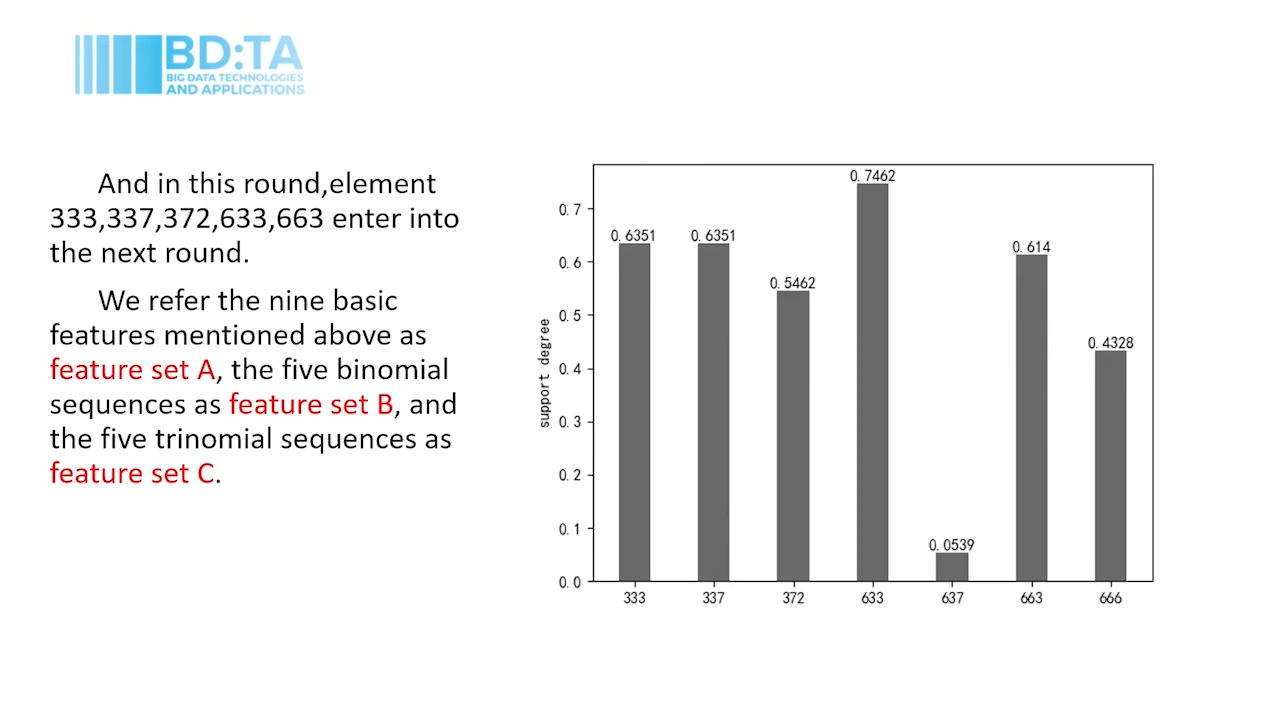 BD:TA
BIG DATA TECHNOLOGIES
AND APPLICATIONS
And in this round,element
333,337,372,633,663 enter into
the next round.
We refer the nine basic
features mentioned above as
feature set A, the five binomial
sequences as feature set B, and
the five trinomial sequences as
feature set C.
support degree
0.7
0.6
0.5
0.4
0.3
0.2
0.1
0.0
0.6351
0.6351
0.5462
0.7462
0.0539
0.614
0.4328
333
337
372
633
637
663
666